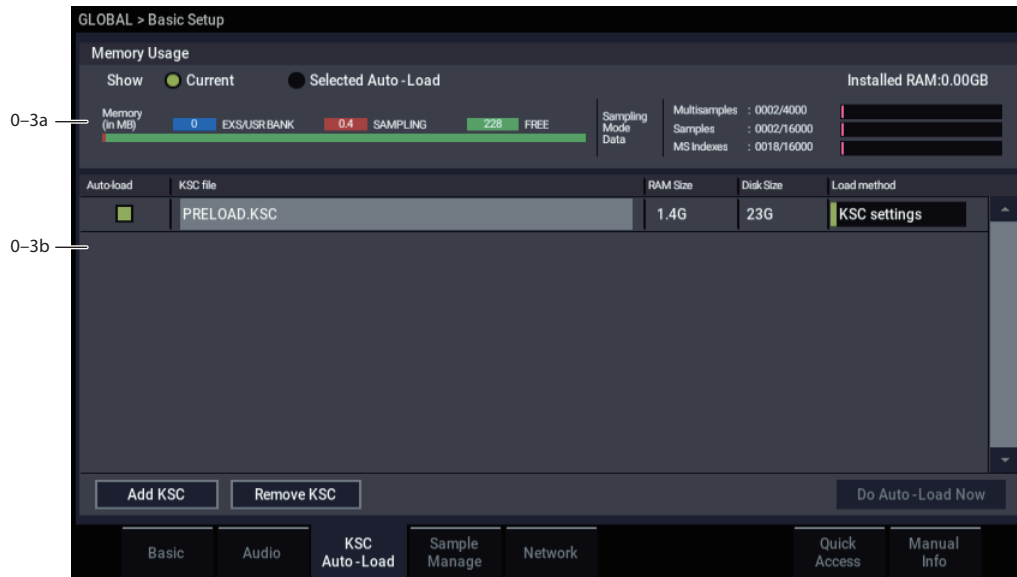 GLOBAL > Basic Setup
Memory Usage
Show Current Selected Auto-Load Installed RAM:0.00GB
0–3a
Memory (in MB) 0 EXS/USR BANK 0.4 SAMPLING 228 FREE
Sampling Mode Data
Multisamples : 0002/4000
Samples : 0002/16000
MS Indexes : 0018/16000
Auto-load KSC file RAM Size Disk Size Load method
PRELOAD.KSC 1.4G 23G KSC settings
0–3b
Add KSC Remove KSC Do Auto-Load Now
Basic Audio KSC Auto-Load Sample Manage Network Quick Access Manual Info